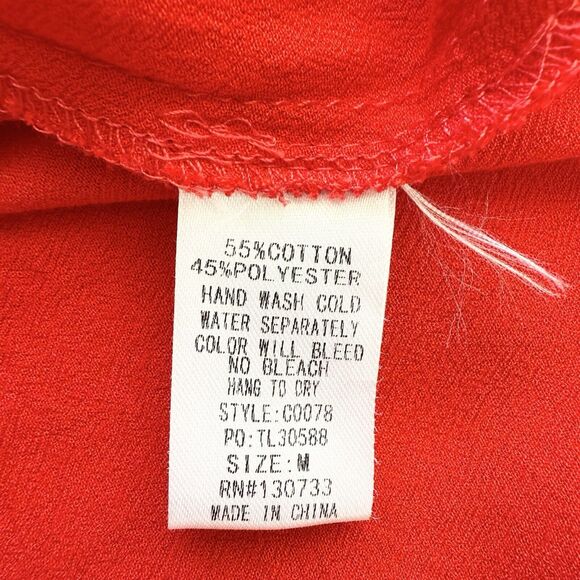 55%COTTON
45%POLYESTER
HAND WASH COLD
WATER SEPARATELY
COLOR WILL BLEED
NO BLEACH
HANG TO DRY
STYLE:C0078
PO:TL30588
SIZE:M
RN#130733
MADE IN CHINA